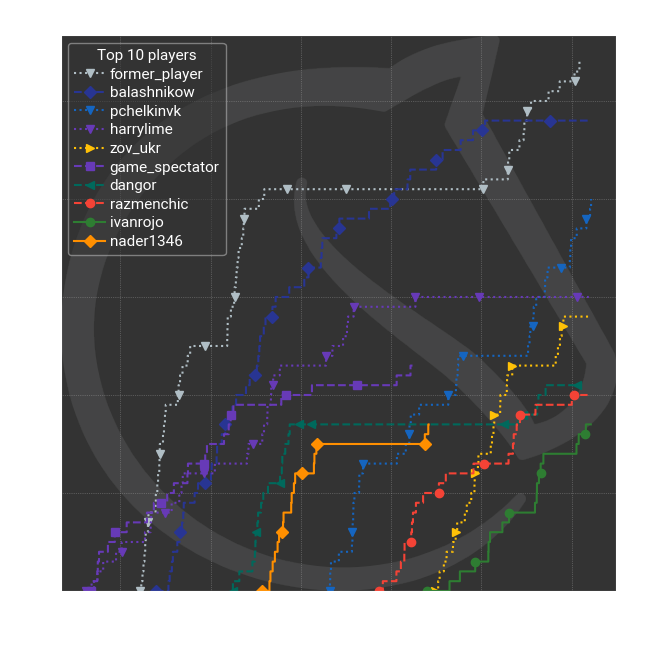 Top 10 players
former_player
balashnikow
pchelkinvk
harrylime
zov_ukr
game_spectator
dangor
razmenchic
ivanrojo
nader1346